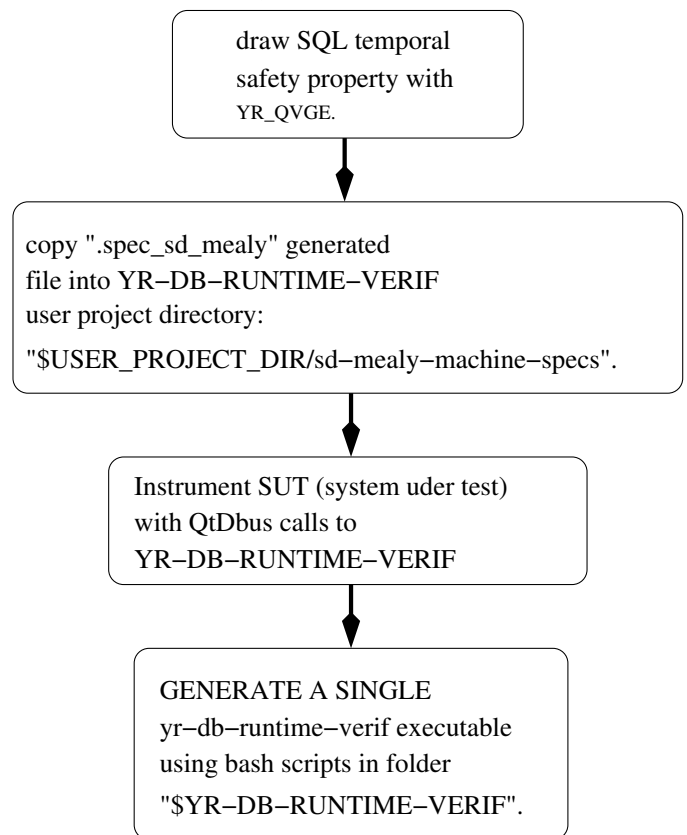 draw SQL temporal
safety property with
YR_QVGE.
copy ".spec_sd_mealy" generated
file into YR−DB−RUNTIME−VERIF
user project directory:
"$USER_PROJECT_DIR/sd−mealy−machine−specs".
Instrument SUT (system uder test)
with QtDbus calls to
YR−DB−RUNTIME−VERIF
GENERATE A SINGLE
yr−db−runtime−verif executable
using bash scripts in folder
"$YR−DB−RUNTIME−VERIF".